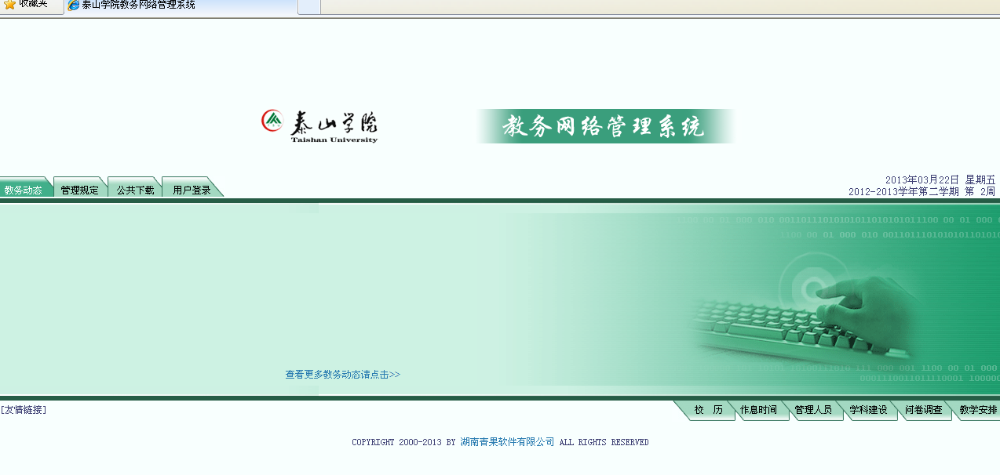 收藏夹 泰山学院教务网络管理系统
泰山学院
Taishan University
教务网络管理系统
教务动态 管理规定 公共下载 用户登录
2013年03月22日 星期五
2012-2013学年第二学期 第 2周
查看更多教务动态请点击>>
[友情链接]
校 历 作息时间 管理人员 学科建设 问卷调查 教学安排
COPYRIGHT 2000-2013 BY 湖南青果软件有限公司 ALL RIGHTS RESERVED